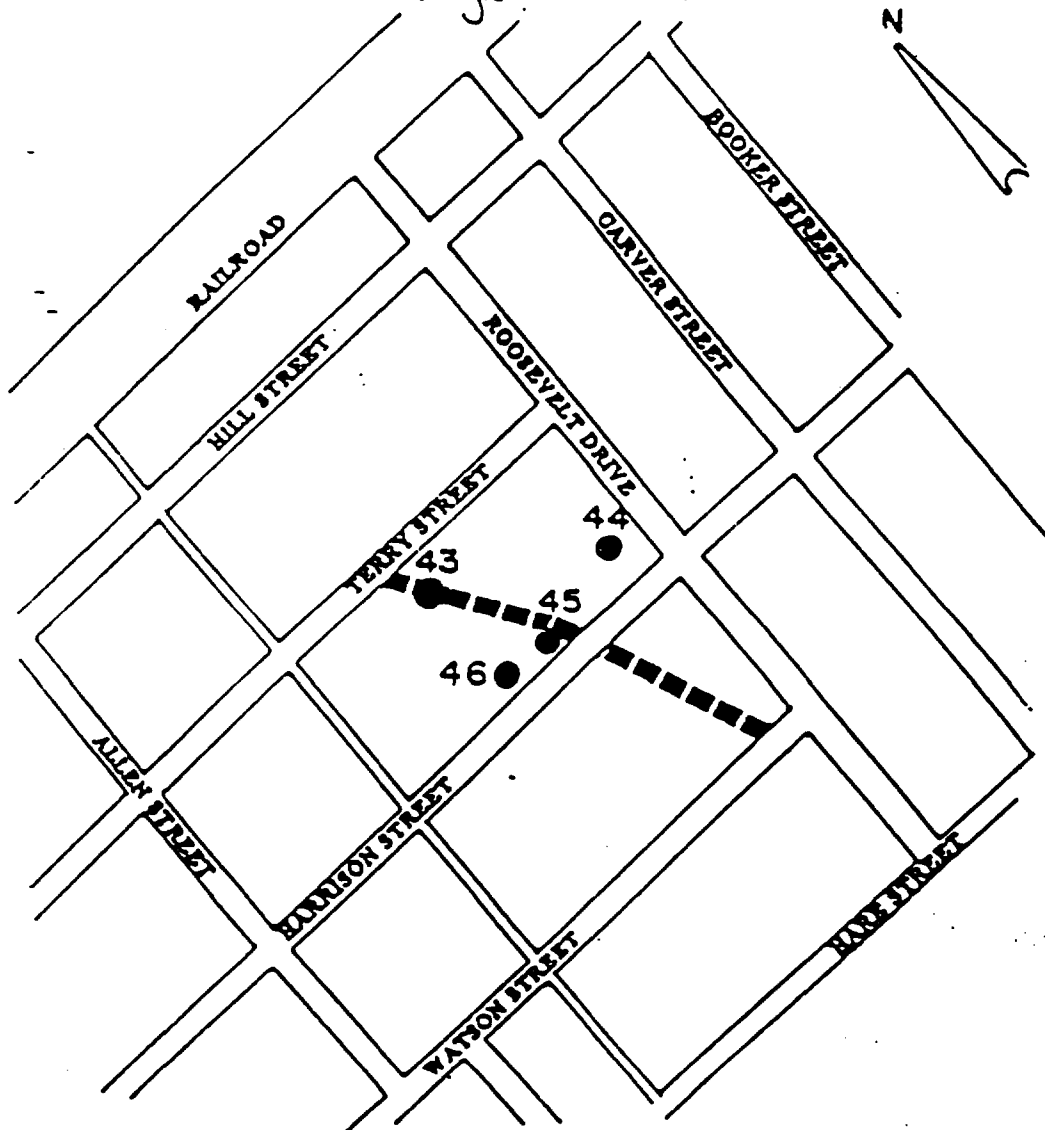 N
BOOKER STREET
CARVER STREET
RAILROAD
HILL STREET
ROOSEVELT DRIVE
TERRY STREET
44
43
45
46
ALLEN STREET
HARRISON STREET
HARE STREET
WATSON STREET